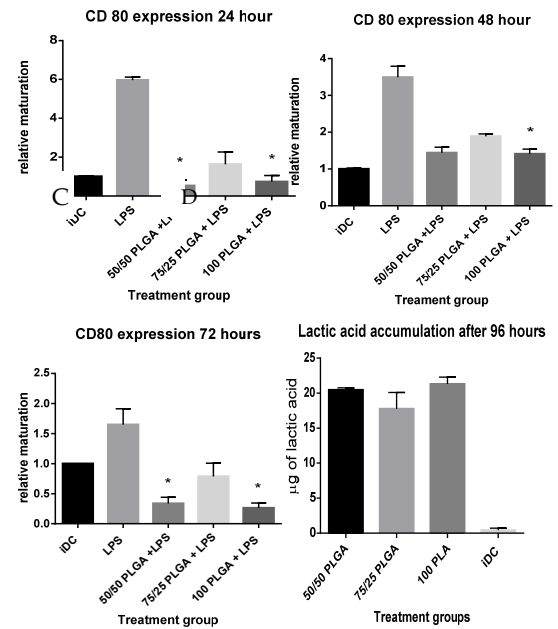 CD 80 expression 24 hour
relative maturation
6
4
2
*
*
C
D
iDC
LPS
50/50 PLGA +L
75/25 PLGA + LPS
100 PLGA + LPS
Treatment group
CD 80 expression 48 hour
relative maturation
4
3
2
1
0
*
iDC
LPS
50/50 PLGA +LPS
75/25 PLGA + LPS
100 PLGA + LPS
Treament group
CD80 expression 72 hours
relative maturation
2.5
2.0
1.5
1.0
0.5
0.0
*
*
iDC
LPS
50/50 PLGA +LPS
75/25 PLGA + LPS
100 PLGA + LPS
Treatment group
Lactic acid accumulation after 96 hours
µg of lactic acid
25
20
15
10
5
0
50/50 PLGA
75/25 PLGA
100 PLA
iDC
Treatment groups